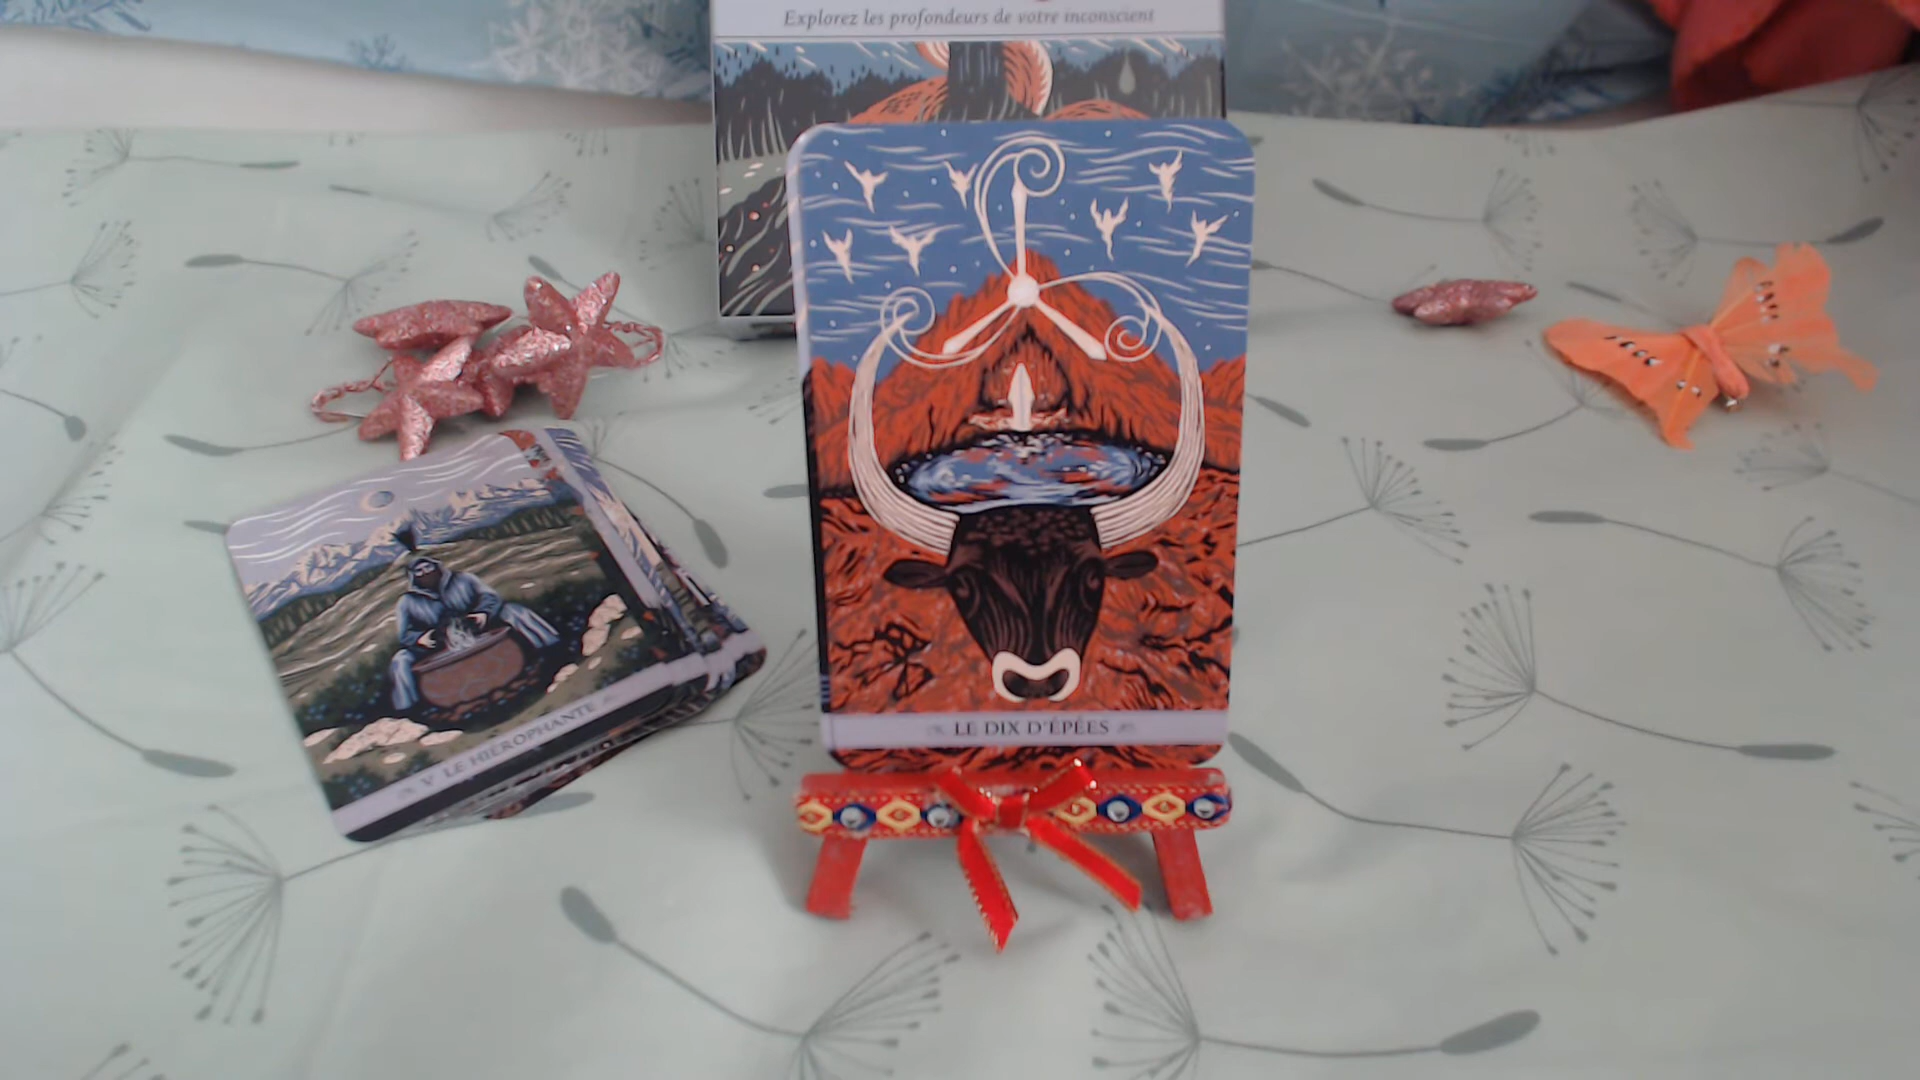 Explorez les profondeurs de votre inconscient
LE DIX D'ÉPÉES
V LE HIÉROPHANTE